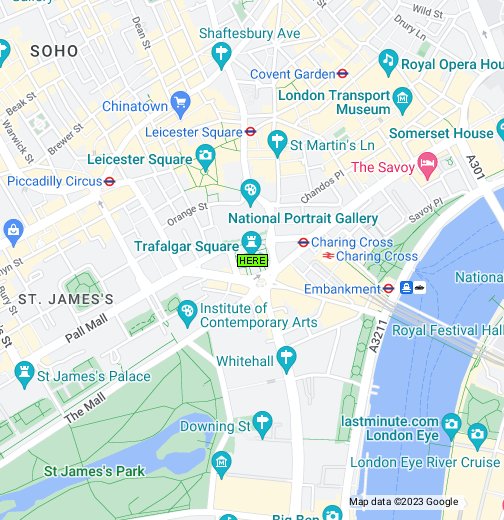 Gallery
Wild St
Dean St
Shaftesbury Ave
Drury Ln
SOHO
Royal Opera Hou
Covent Garden
London Transport
Museum
Beak St
Chinatown
Warwick St
Brewer St
Leicester Square
Somerset House
St Martin's Ln
Leicester Square
The Savoy
A301
Piccadilly Circus
Chandos Pl
Orange St
National Portrait Gallery
Savoy Pl
Trafalgar Square
Charing Cross
Charing Cross
HERE
National
Embankment
Bury St
ST. JAMES'S
Institute of
Contemporary Arts
Pall Mall
Royal Festival Hall
A3211
Whitehall
St James's Palace
The Mall
Downing St
lastminute.com
London Eye
St James's Park
London Eye River Cruise
Map data ©2023 Google
Big Ben